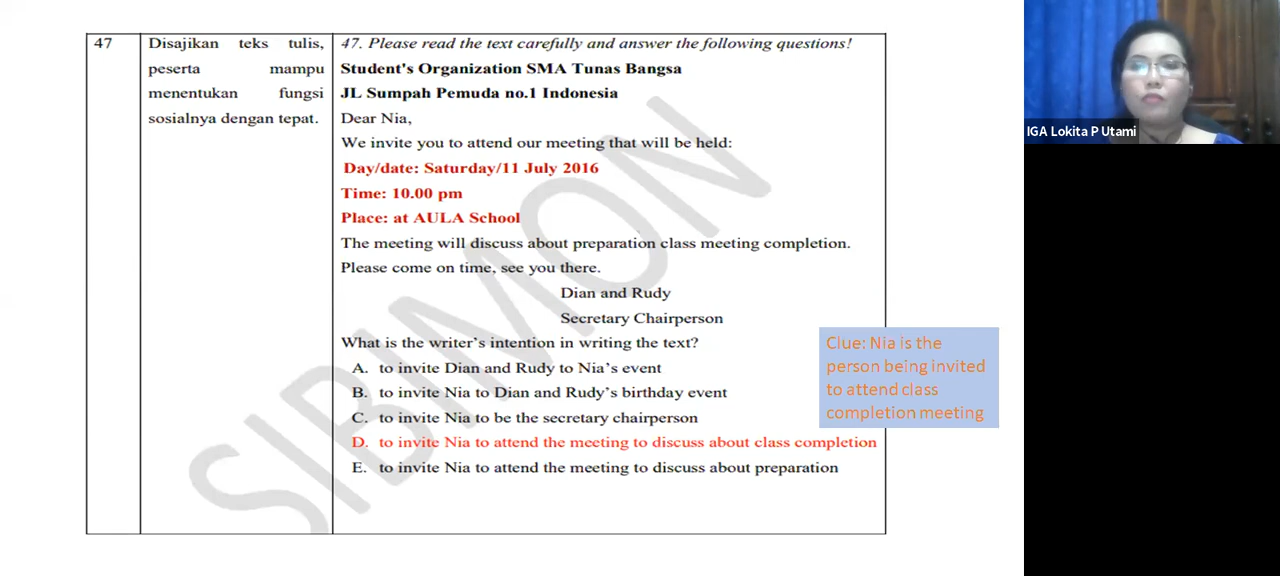 47
Disajikan teks tulis,
peserta mampu
menentukan fungsi
sosialnya dengan tepat.
47. Please read the text carefully and answer the following questions!
Student's Organization SMA Tunas Bangsa
JL Sumpah Pemuda no.1 Indonesia
Dear Nia,
We invite you to attend our meeting that will be held:
Day/date: Saturday/11 July 2016
Time: 10.00 pm
Place: at AULA School
The meeting will discuss about preparation class meeting completion.
Please come on time, see you there.
Dian and Rudy
Secretary Chairperson
What is the writer's intention in writing the text?
A. to invite Dian and Rudy to Nia's event
B. to invite Nia to Dian and Rudy's birthday event
C. to invite Nia to be the secretary chairperson
D. to invite Nia to attend the meeting to discuss about class completion
E. to invite Nia to attend the meeting to discuss about preparation
Clue: Nia is the
person being invited
to attend class
completion meeting
SIBIMON
IGA Lokita P Utami